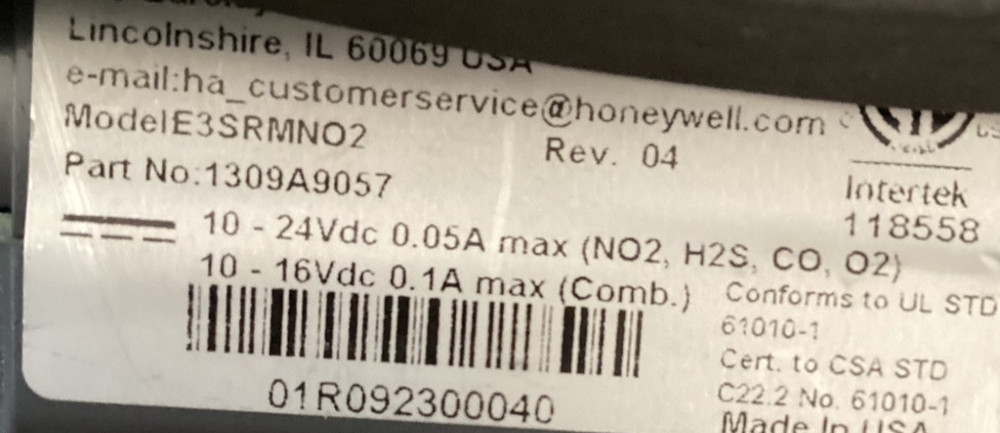 Lincolnshire, IL 60069 USA
e-mail:ha_customerservice@honeywell.com
ModelE3SRMNO2
Rev. 04
Part No:1309A9057
Intertek
118558
10 - 24Vdc 0.05A max (NO2, H2S, CO, O2)
10 - 16Vdc 0.1A max (Comb.)
Conforms to UL STD
61010-1
Cert. to CSA STD
C22.2 No. 61010-1
Made In USA
01R092300040